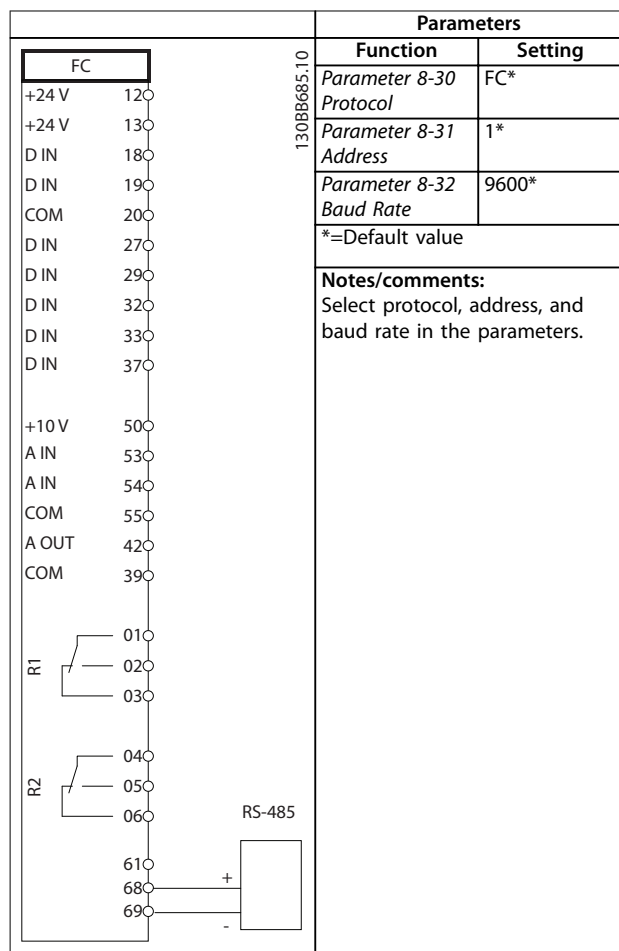 FC
+24 V 12
+24 V 13
D IN 18
D IN 19
COM 20
D IN 27
D IN 29
D IN 32
D IN 33
D IN 37
+10 V 50
A IN 53
A IN 54
COM 55
A OUT 42
COM 39
R1
01
02
03
R2
04
05
06
RS-485
61
68 +
69 -
130BB685.10
Parameters
Function Setting
Parameter 8-30 FC*
Protocol
Parameter 8-31 1*
Address
Parameter 8-32 9600*
Baud Rate
*=Default value
Notes/comments:
Select protocol, address, and
baud rate in the parameters.